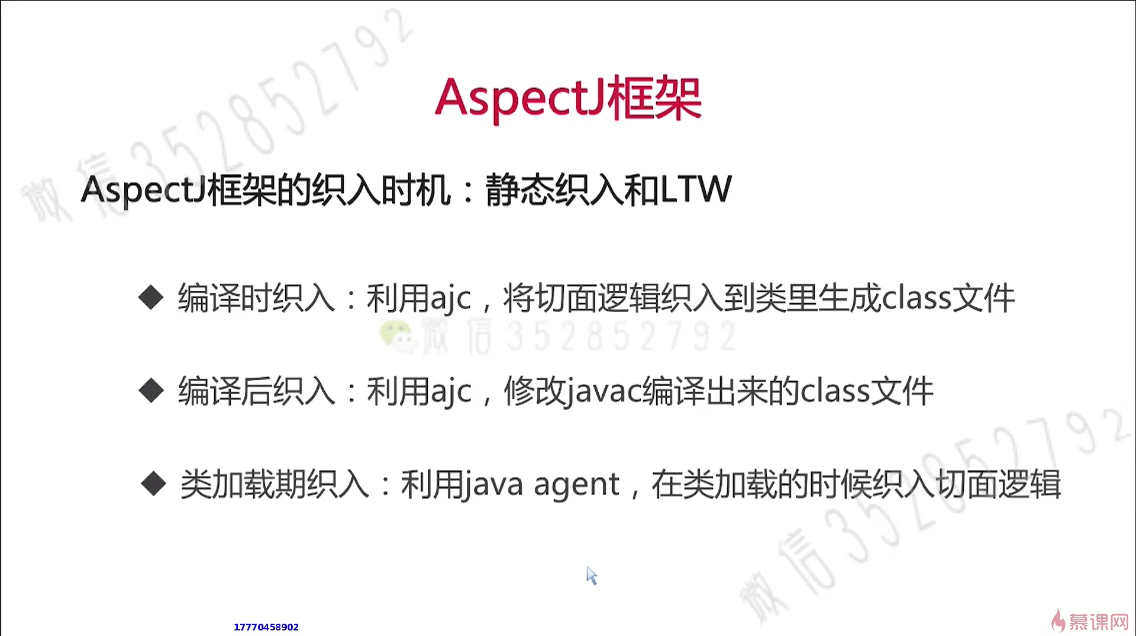 微信352852792
AspectJ框架
AspectJ框架的织入时机：静态织入和LTW
◆ 编译时织入：利用ajc，将切面逻辑织入到类里生成class文件
微信352852792
◆ 编译后织入：利用ajc，修改javac编译出来的class文件
◆ 类加载期织入：利用java agent，在类加载的时候织入切面逻辑
微信352852792
17770458902
慕课网